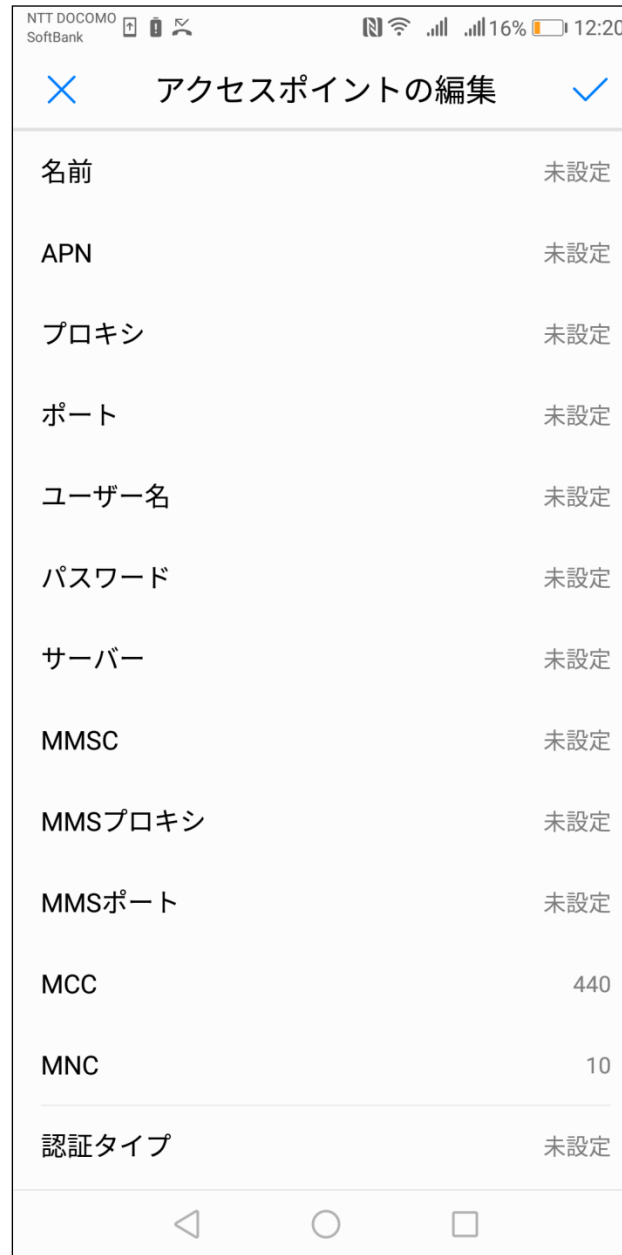 NTT DOCOMO
SoftBank
16% 12:20
アクセスポイントの編集
名前 未設定
APN 未設定
プロキシ 未設定
ポート 未設定
ユーザー名 未設定
パスワード 未設定
サーバー 未設定
MMSC 未設定
MMSプロキシ 未設定
MMSポート 未設定
MCC 440
MNC 10
認証タイプ 未設定